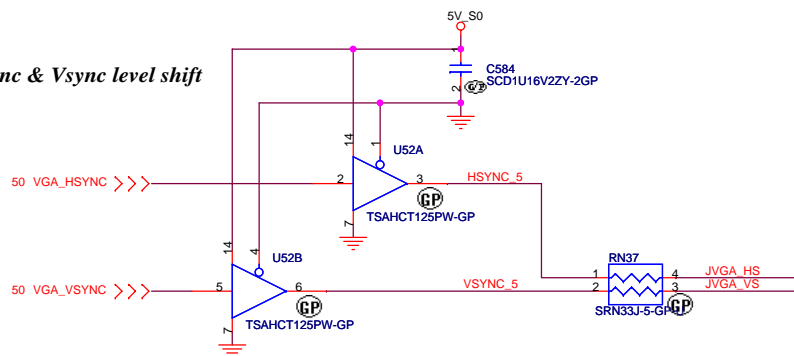 5V_S0
nc & Vsync level shift
1
C584
SCD1U16V2ZY-2GP
2
G/P
14
1
U52A
50 VGA_HSYNC
2
3
HSYNC_5
GP
TSAHCT125PW-GP
7
14
4
U52B
RN37
50 VGA_VSYNC
5
6
VSYNC_5
1
4
JVGA_HS
2
3
JVGA_VS
GP
GP
TSAHCT125PW-GP
SRN33J-5-GP-U
7